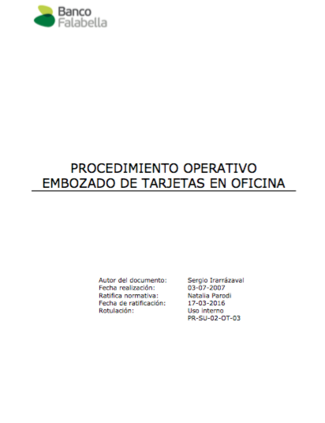 Banco
Falabella
PROCEDIMIENTO OPERATIVO
EMBOZADO DE TARJETAS EN OFICINA
Autor del documento: Sergio Irarrázaval
Fecha realización: 03-07-2007
Ratifica normativa: Natalia Parodi
Fecha de ratificación: 17-03-2016
Rotulación: Uso interno
PR-SU-02-OT-03